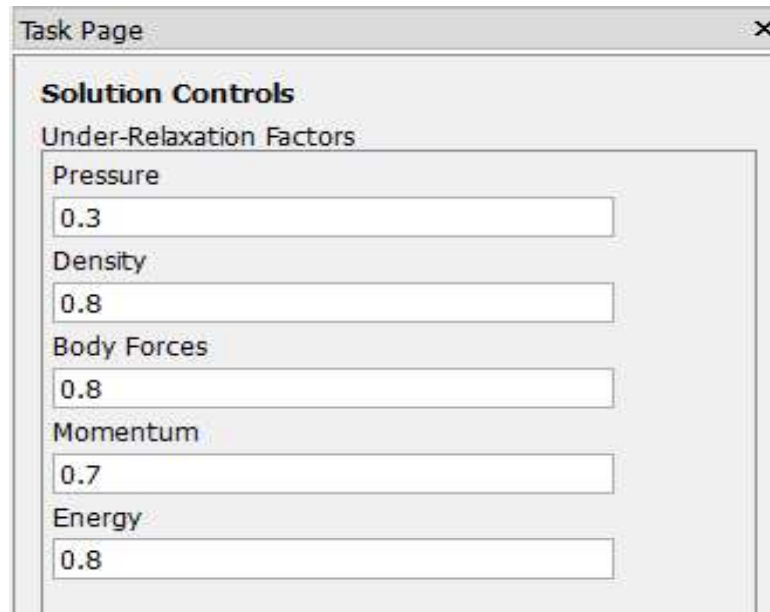 Task Page
Solution Controls
Under-Relaxation Factors
Pressure
0.3
Density
0.8
Body Forces
0.8
Momentum
0.7
Energy
0.8